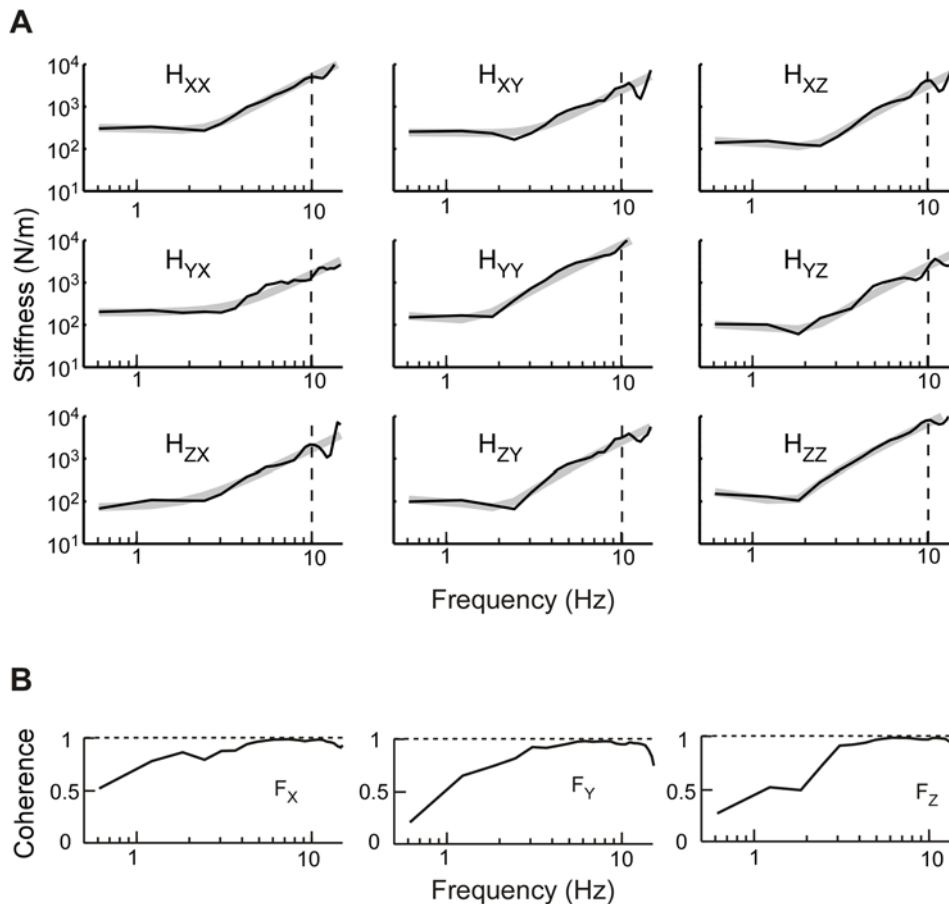 A
Stiffness (N/m)
10⁴ 10³ 10² 10¹
H_XX
1 10
H_XY
1 10
H_XZ
1 10
10⁴ 10³ 10² 10¹
H_YX
1 10
H_YY
1 10
H_YZ
1 10
10⁴ 10³ 10² 10¹
H_ZX
1 10
H_ZY
1 10
H_ZZ
1 10
Frequency (Hz)
B
Coherence
1 0.5 0
F_X
1 10
1 0.5 0
F_Y
1 10
1 0.5 0
F_Z
1 10
Frequency (Hz)